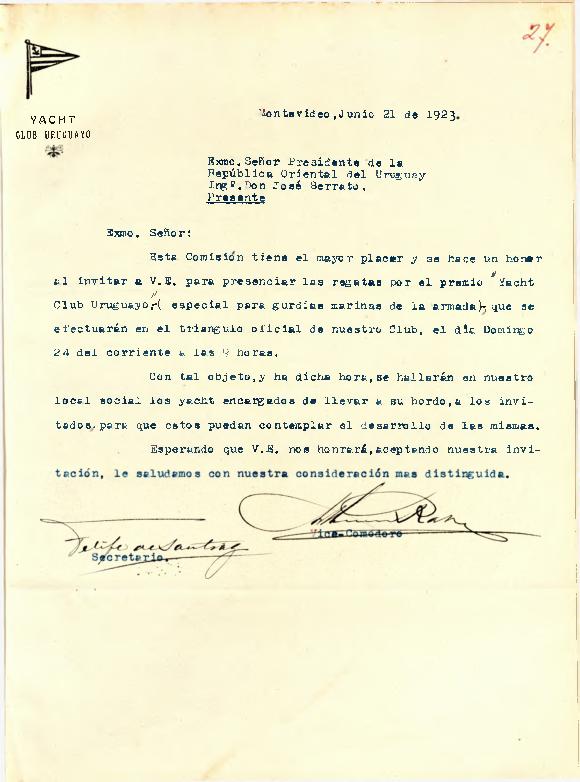 27.
YACHT
CLUB URUGUAYO
Montevideo, Junio 21 de 1923.
Exmo. Señor Presidente de la
República Oriental del Uruguay
Ingº. Don José Serrato.
Presente
Exmo. Señor:
Esta Comisión tiene el mayor placer y se hace un honor
al invitar a V.E. para presenciar las regatas por el premio "Yacht
Club Uruguayo"( especial para gurdias marinas de la armada), que se
efectuarán en el triangulo oficial de nuestro Club, el dia Domingo
24 del corriente a las 9 horas.
Con tal objeto,y ha dicha hora,se hallarán en nuestro
local social los yacht encargados de llevar a su bordo,a los invi-
tados, para que estos puedan contemplar el desarrollo de las mismas.
Esperando que V.E. nos honrará,aceptando nuestra invi-
tación, le saludamos con nuestra consideración mas distinguida.
Vice-Comodoro
Felipe de Santiag
Secretario.